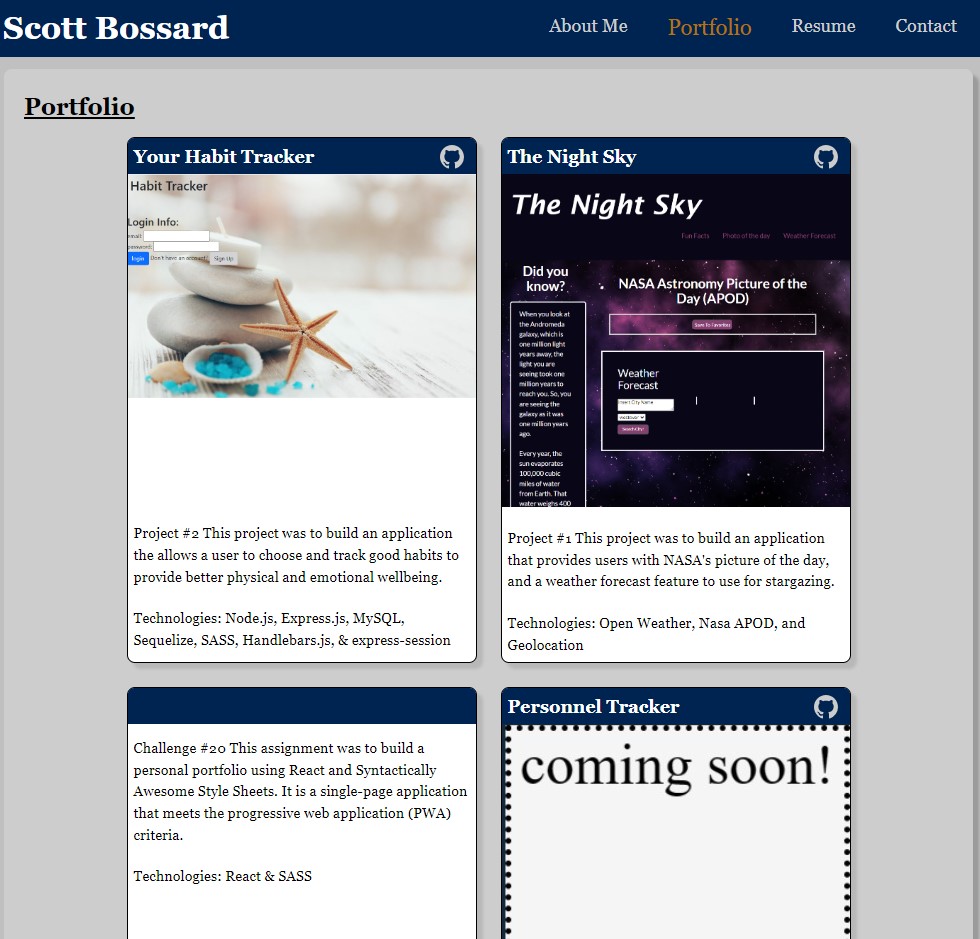 Scott Bossard
About Me
Portfolio
Resume
Contact
Portfolio
Your Habit Tracker
Habit Tracker
Login Info:
email:
password:
login
Don't have an account?
Sign Up
Project #2 This project was to build an application
the allows a user to choose and track good habits to
provide better physical and emotional wellbeing.
Technologies: Node.js, Express.js, MySQL,
Sequelize, SASS, Handlebars.js, & express-session
The Night Sky
The Night Sky
Fun Facts
Photo of the day
Weather Forecast
Did you
know?
When you look at
the Andromeda
galaxy, which is
one million light
years away, the
light you are
seeing took one
million years to
reach you. So, you
are seeing the
galaxy as it was
one million years
ago.
Every year, the
sun evaporates
100,000 cubic
miles of water
from Earth. That
water weighs 400
NASA Astronomy Picture of the
Day (APOD)
Save To Favorites
Weather
Forecast
Insert City Name
Search City!
Project #1 This project was to build an application
that provides users with NASA's picture of the day,
and a weather forecast feature to use for stargazing.
Technologies: Open Weather, Nasa APOD, and
Geolocation
Challenge #20 This assignment was to build a
personal portfolio using React and Syntactically
Awesome Style Sheets. It is a single-page application
that meets the progressive web application (PWA)
criteria.
Technologies: React & SASS
Personnel Tracker
coming soon!